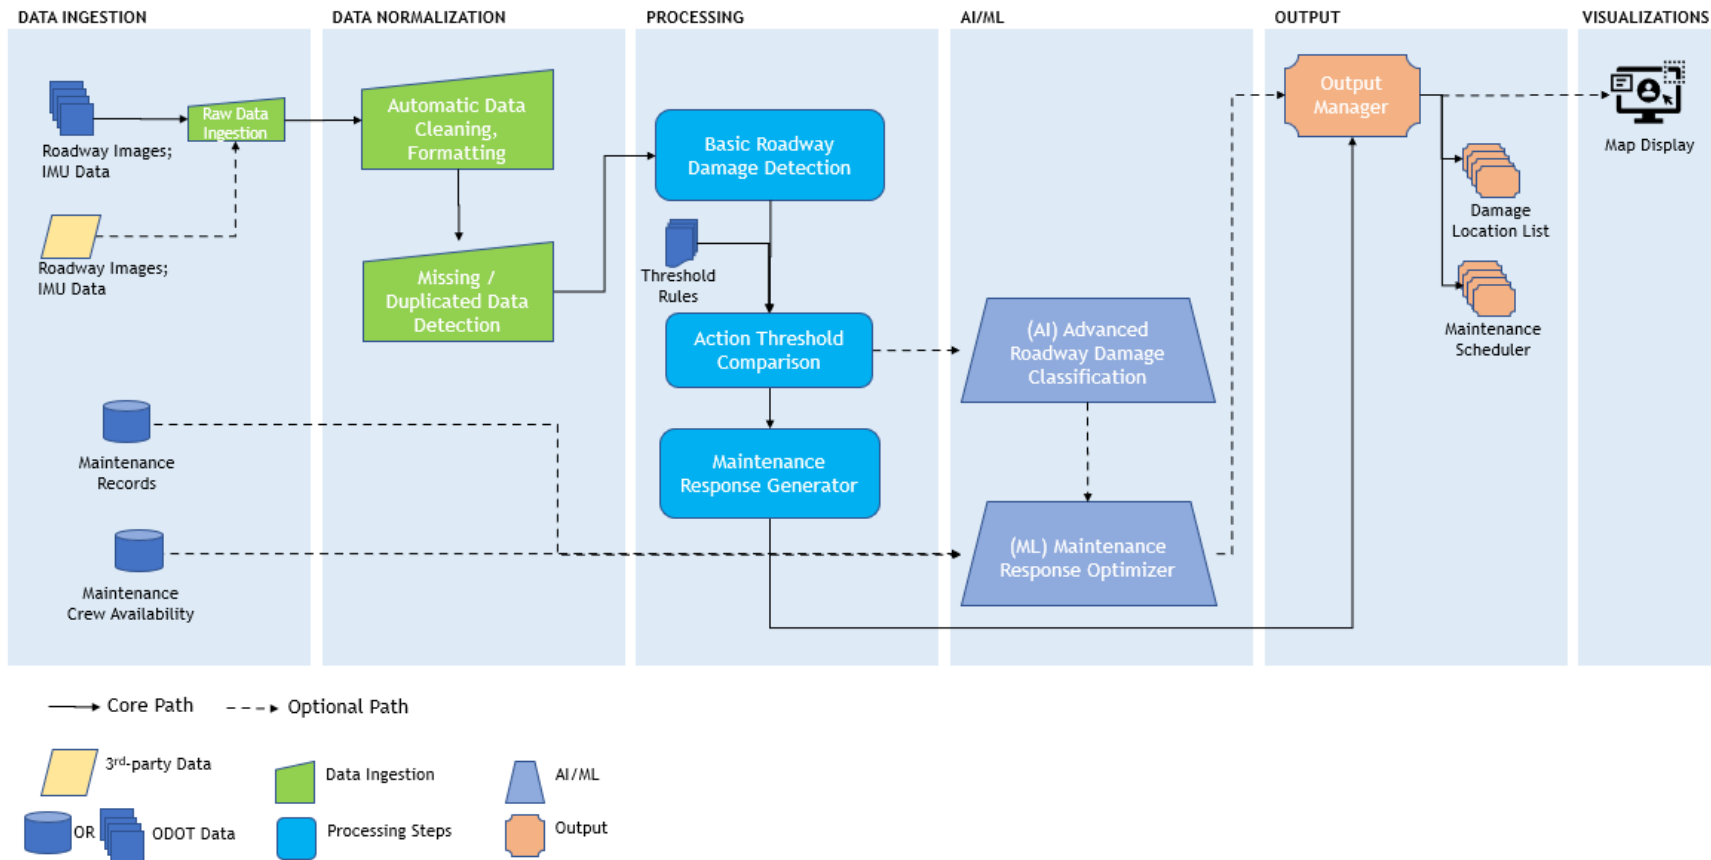 DATA INGESTION
DATA NORMALIZATION
PROCESSING
AI/ML
OUTPUT
VISUALIZATIONS
Roadway Images;
IMU Data
Raw Data
Ingestion
Roadway Images;
IMU Data
Maintenance
Records
Maintenance
Crew Availability
Automatic Data
Cleaning,
Formatting
Missing /
Duplicated Data
Detection
Basic Roadway
Damage Detection
Threshold
Rules
Action Threshold
Comparison
Maintenance
Response Generator
(AI) Advanced
Roadway Damage
Classification
(ML) Maintenance
Response Optimizer
Output
Manager
Damage
Location List
Maintenance
Scheduler
Map Display
Core Path
Optional Path
3rd-party Data
Data Ingestion
AI/ML
OR
ODOT Data
Processing Steps
Output